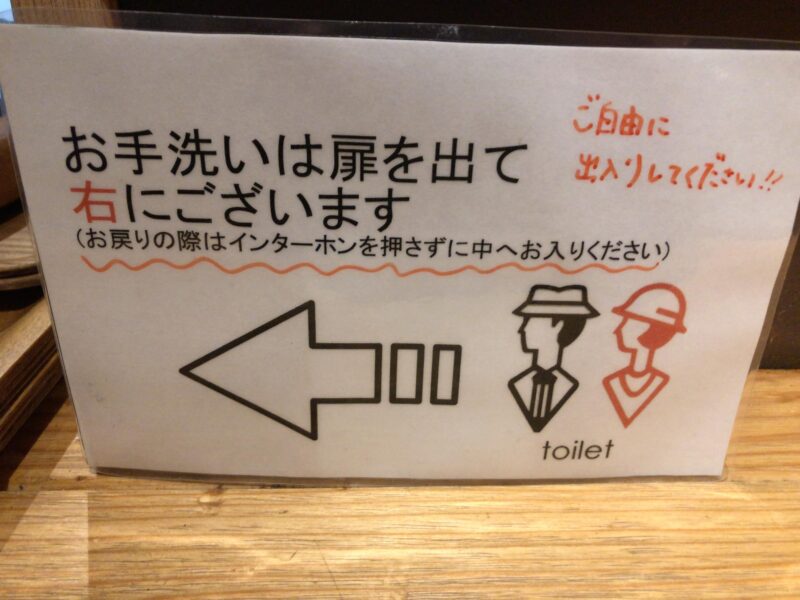 お手洗いは扉を出て
右にございます
(お戻りの際はインターホンを押さずに中へお入りください)
ご自由に
出入りしてください!!
toilet